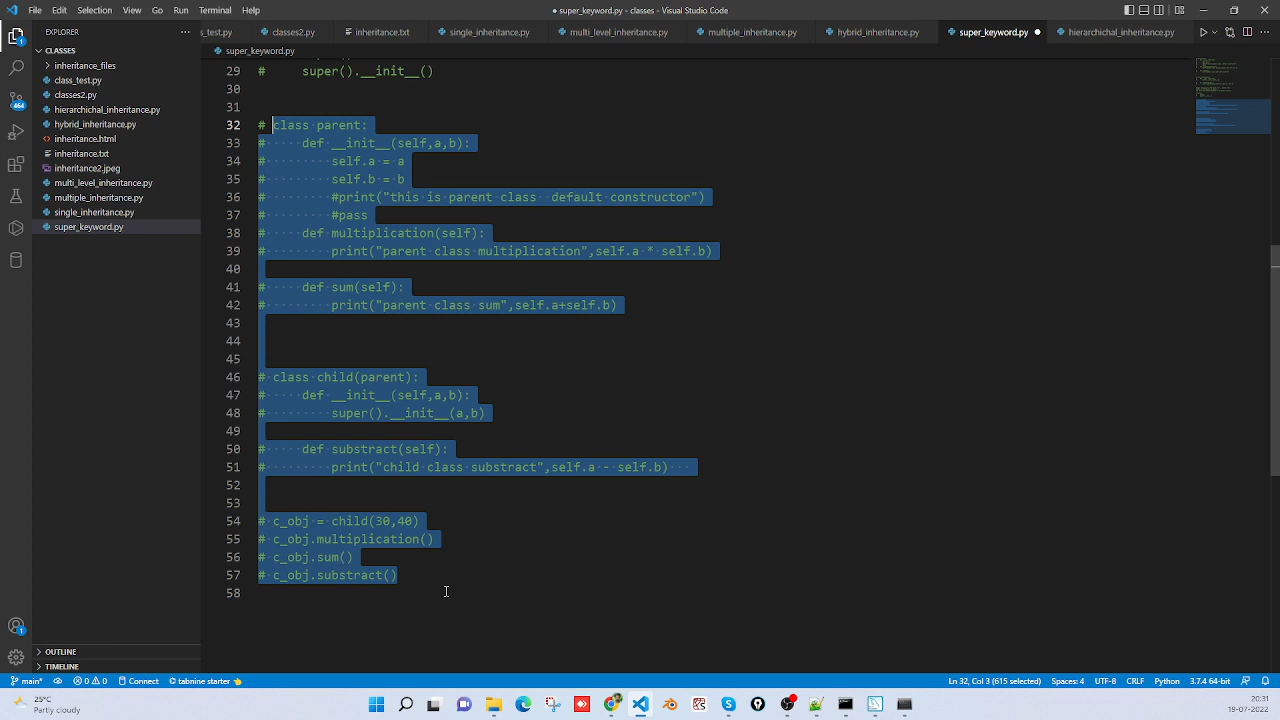 File Edit Selection View Go Run Terminal Help
super_keyword.py - classes - Visual Studio Code
EXPLORER
s_test.py classes2.py inheritance.txt single_inheritance.py multi_level_inheritance.py multiple_inheritance.py hybrid_inheritance.py super_keyword.py hierarichichal_inheritance.py
CLASSES
inheritance_files
class_test.py
classes2.py
hierarichichal_inheritance.py
hybrid_inheritance.py
inheritance.html
inheritance.txt
inheritance2.jpeg
multi_level_inheritance.py
multiple_inheritance.py
single_inheritance.py
super_keyword.py
OUTLINE
TIMELINE
464
1
super_keyword.py
29 #     super().__init__()
30
31
32 # class parent:
33 #     def __init__(self,a,b):
34 #         self.a = a
35 #         self.b = b
36 #         #print("this is parent class  default constructor")
37 #         #pass
38 #     def multiplication(self):
39 #         print("parent class multiplication",self.a * self.b)
40
41 #     def sum(self):
42 #         print("parent class sum",self.a+self.b)
43
44
45
46 # class child(parent):
47 #     def __init__(self,a,b):
48 #         super().__init__(a,b)
49
50 #     def substract(self):
51 #         print("child class substract",self.a - self.b)
52
53
54 # c_obj = child(30,40)
55 # c_obj.multiplication()
56 # c_obj.sum()
57 # c_obj.substract()
58
main* 0 0 Connect tabnine starter Ln 32, Col 3 (615 selected) Spaces: 4 UTF-8 CRLF Python 3.7.4 64-bit
25°C
Partly cloudy
20:31
19-07-2022